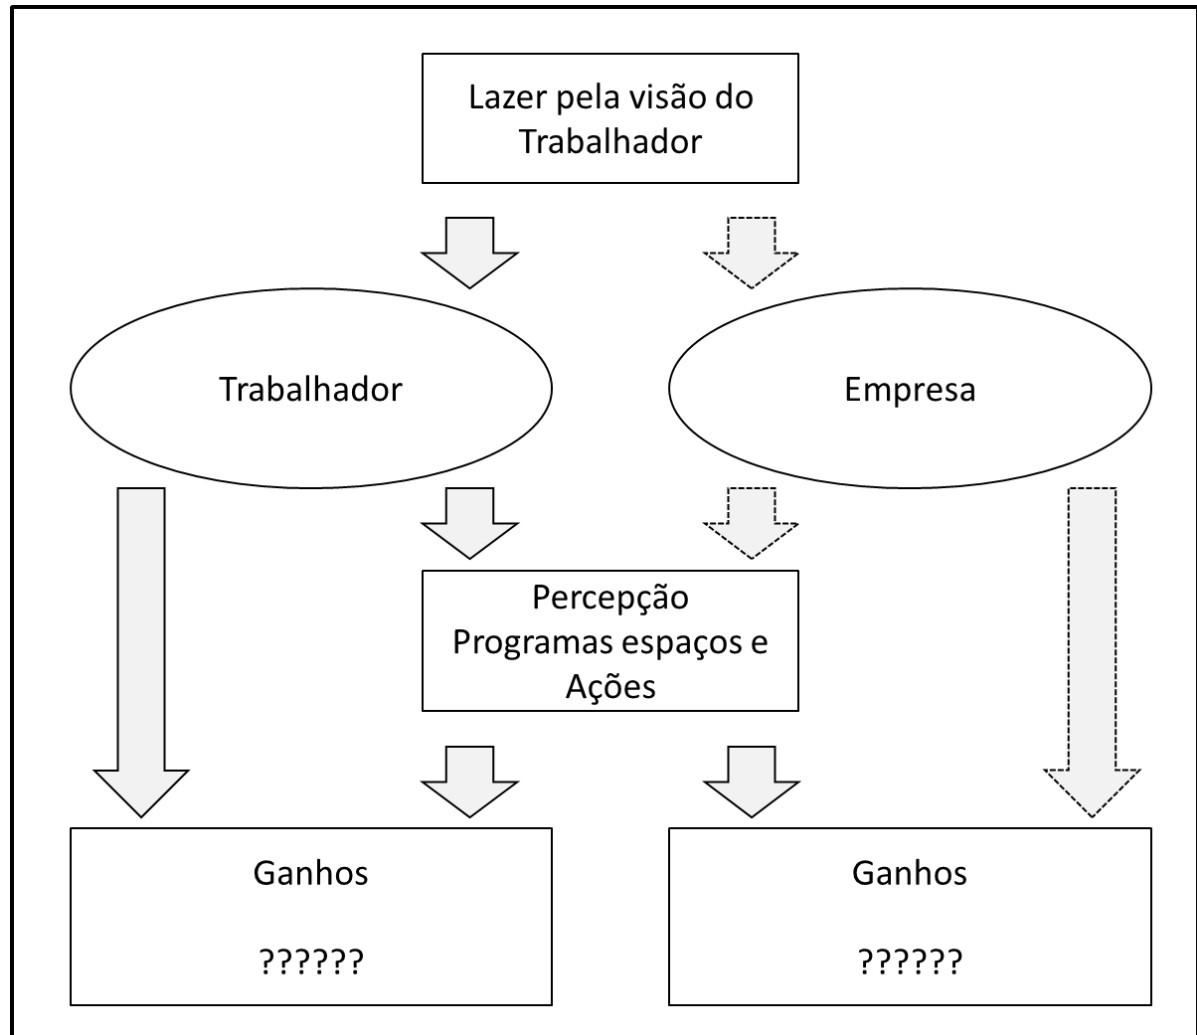 Lazer pela visão do
Trabalhador
Trabalhador
Empresa
Percepção
Programas espaços e
Ações
Ganhos
??????
Ganhos
??????